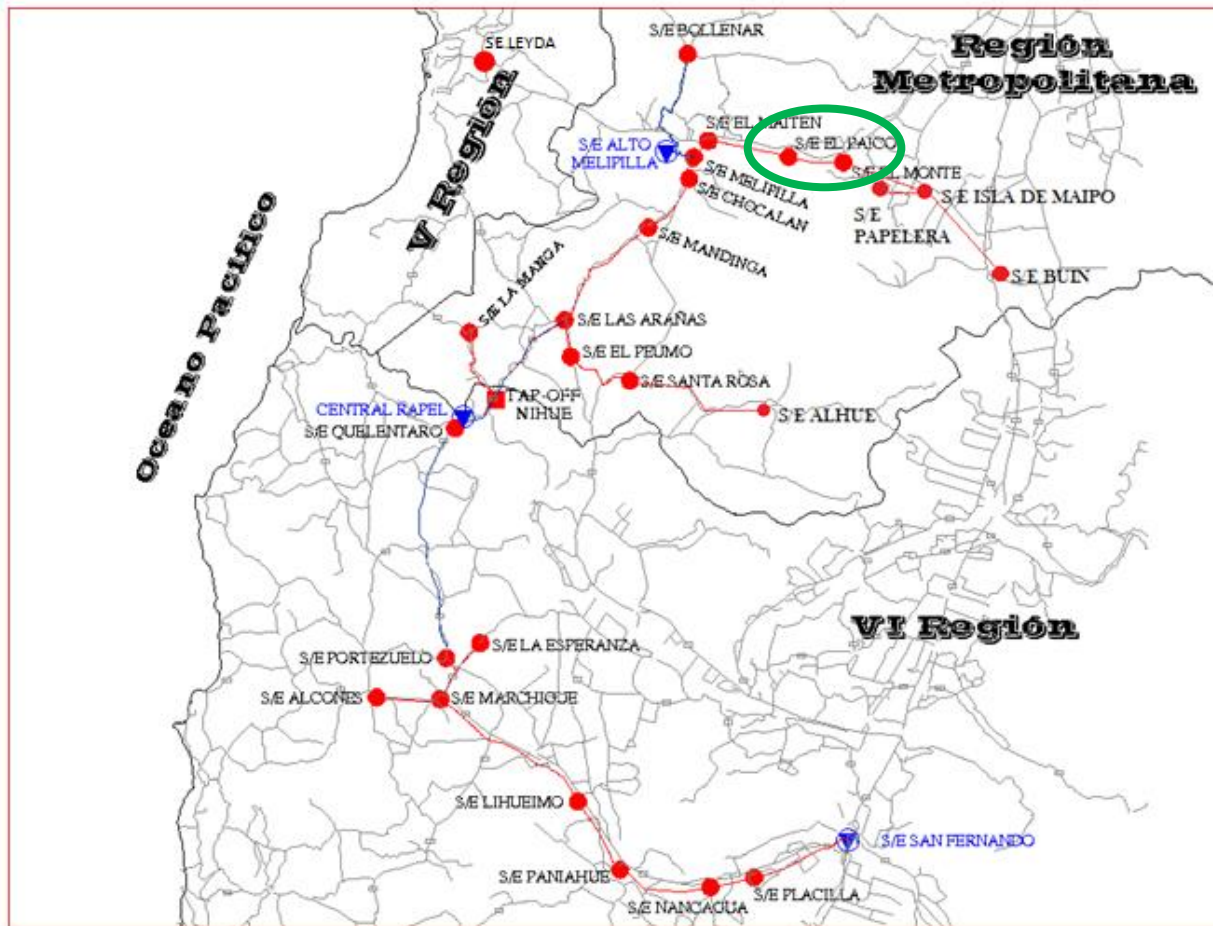 S/E BOLLENAR
SE LEYDA
Región
Metropolitana
V Región
S/E EL MAITEN
S/E ALTO
MELIPILLA
S/E EL PAICO
S/E MELIPILLA
S/E EL MONTE
S/E CHOCALAN
S/E ISLA DE MAIPO
S/E
PAPELERA
S/E MANDINGA
S/E LA MANGA
S/E BUIN
Oceano Pacifico
S/E LAS ARAÑAS
S/E EL PEUMO
S/E SANTA ROSA
TAP-OFF
NIHUE
CENTRAL RAPEL
S/E ALHUE
S/E QUELENTARO
VI Región
S/E LA ESPERANZA
S/E PORTEZUELO
S/E ALCONES
S/E MARCHIGUE
S/E LIHUEIMO
S/E SAN FERNANDO
S/E PANIAHUE
S/E PLACILLA
S/E NANCAGUA